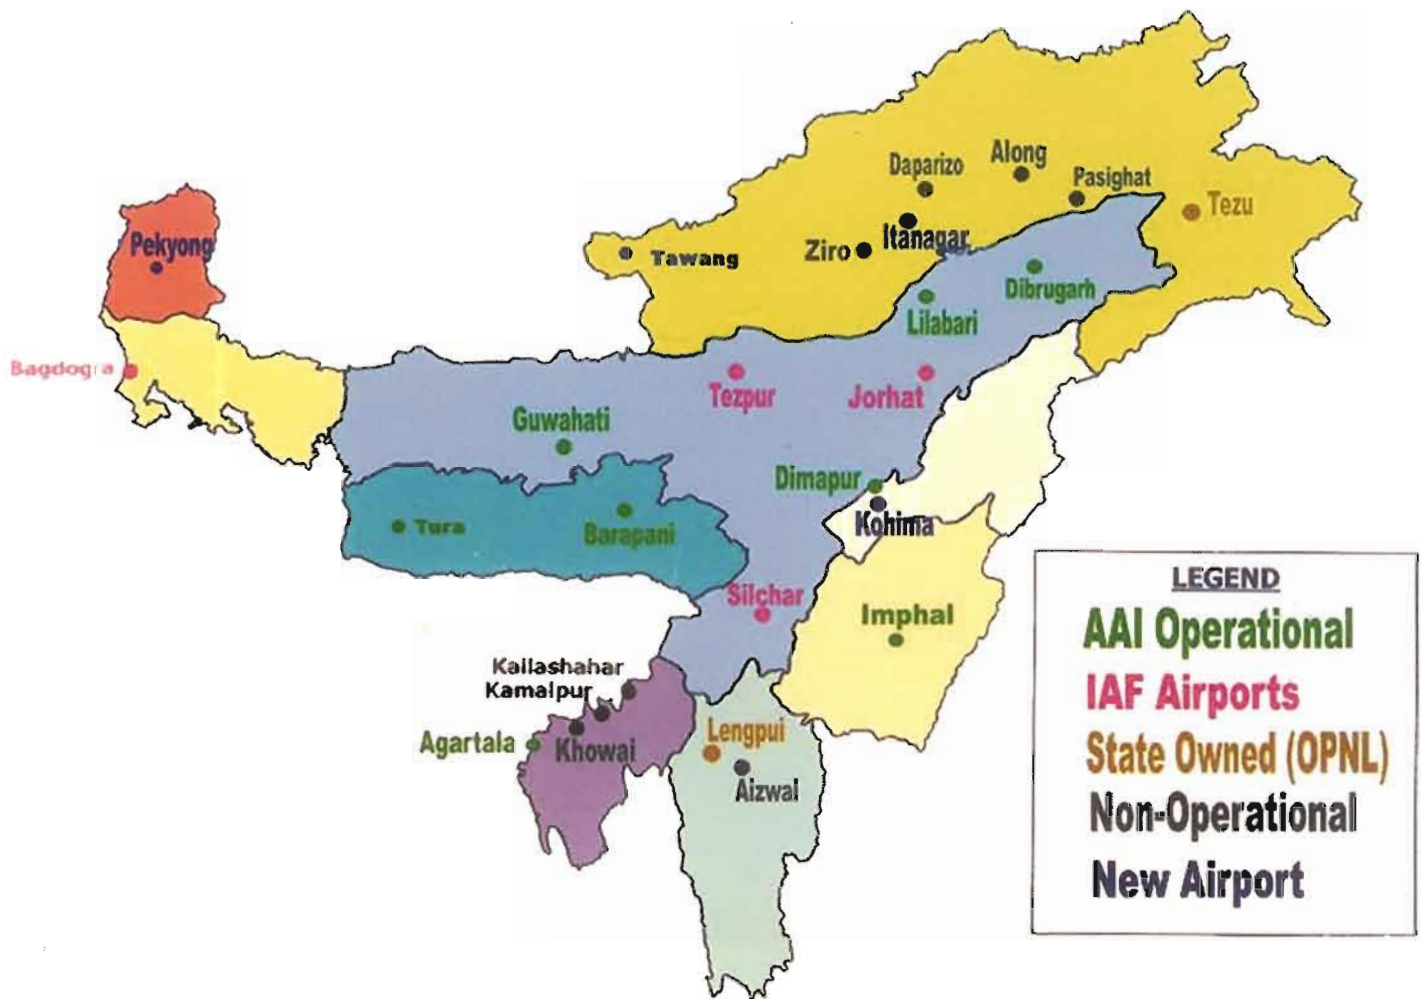 Along
Daparizo
Pasighat
Tezu
Pekyong
Itanagar
Ziro
Tawang
Dibrugarh
Lilabari
Bagdogra
Tezpur
Jorhat
Guwahati
Dimapur
Kohima
Tura
Barapani
Silchar
Imphal
Kailashahar
Kamalpur
Agartala
Khowai
Lengpui
Aizwal
LEGEND
AAI Operational
IAF Airports
State Owned (OPNL)
Non-Operational
New Airport